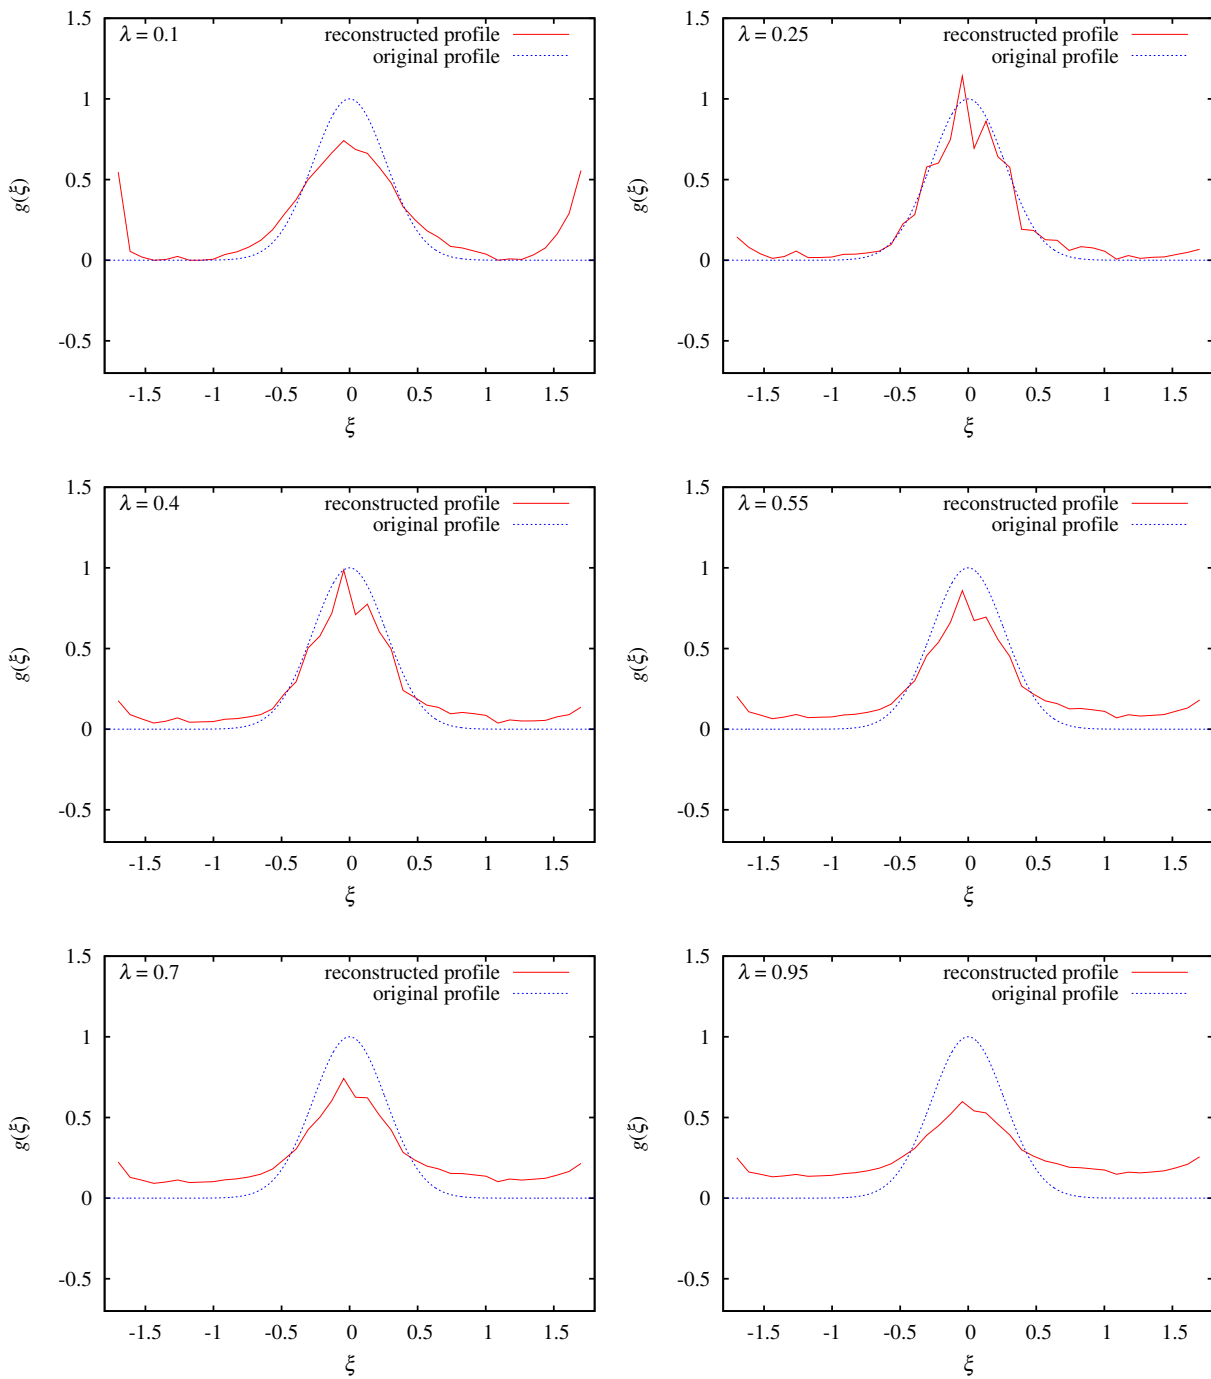 λ = 0.1
reconstructed profile
original profile
1.5
1
0.5
0
-0.5
g(ξ)
-1.5 -1 -0.5 0 0.5 1 1.5
ξ
λ = 0.25
reconstructed profile
original profile
1.5
1
0.5
0
-0.5
g(ξ)
-1.5 -1 -0.5 0 0.5 1 1.5
ξ
λ = 0.4
reconstructed profile
original profile
1.5
1
0.5
0
-0.5
g(ξ)
-1.5 -1 -0.5 0 0.5 1 1.5
ξ
λ = 0.55
reconstructed profile
original profile
1.5
1
0.5
0
-0.5
g(ξ)
-1.5 -1 -0.5 0 0.5 1 1.5
ξ
λ = 0.7
reconstructed profile
original profile
1.5
1
0.5
0
-0.5
g(ξ)
-1.5 -1 -0.5 0 0.5 1 1.5
ξ
λ = 0.95
reconstructed profile
original profile
1.5
1
0.5
0
-0.5
g(ξ)
-1.5 -1 -0.5 0 0.5 1 1.5
ξ